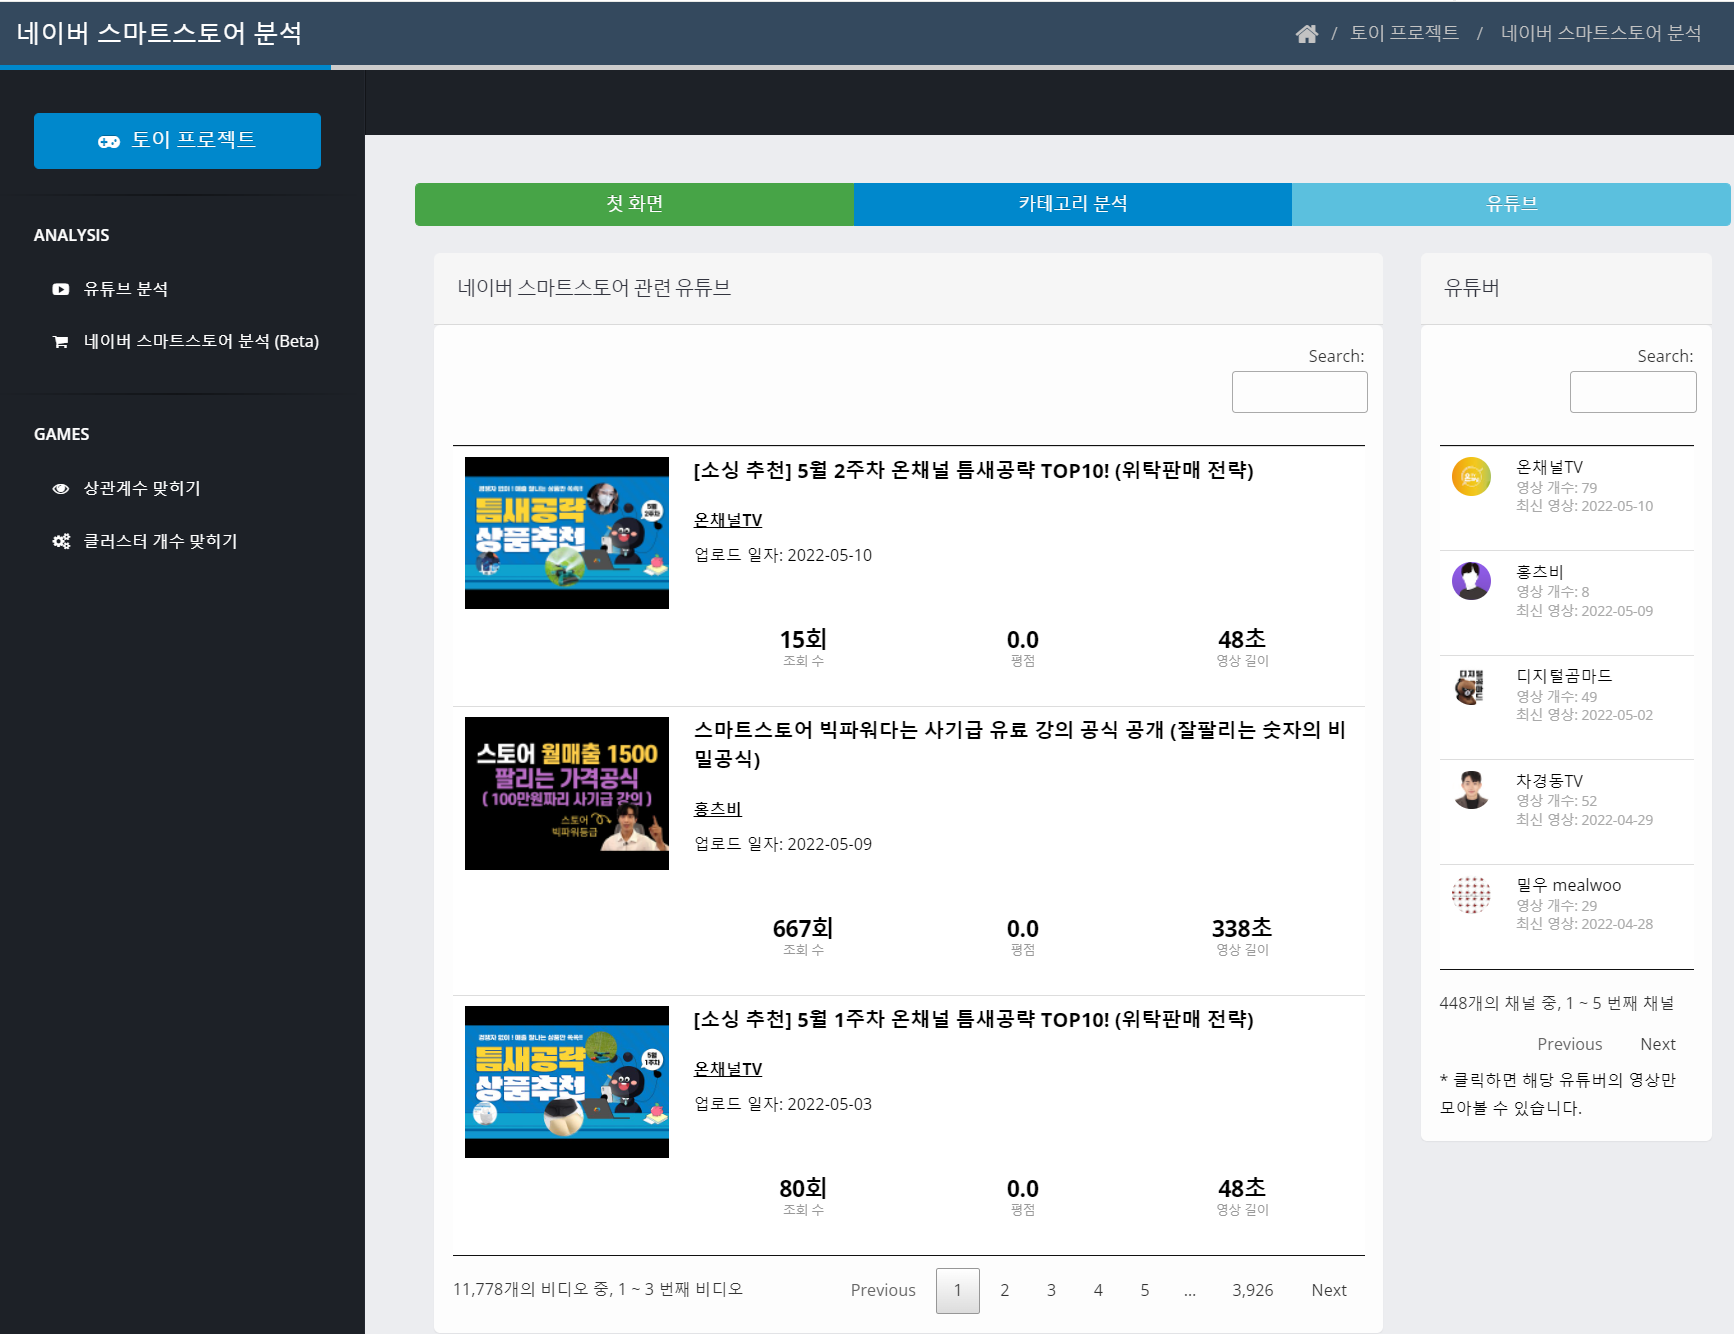 네이버 스마트스토어 분석
/ 토이 프로젝트 / 네이버 스마트스토어 분석
토이 프로젝트
ANALYSIS
유튜브 분석
네이버 스마트스토어 분석 (Beta)
GAMES
상관계수 맞히기
클러스터 개수 맞히기
첫 화면
카테고리 분석
유튜브
네이버 스마트스토어 관련 유튜브
Search:
틈새공략
상품추천
5월
2주차
[소싱 추천] 5월 2주차 온채널 틈새공략 TOP10! (위탁판매 전략)
온채널TV
업로드 일자: 2022-05-10
15회
조회 수
0.0
평점
48초
영상 길이
스토어 월매출 1500
팔리는 가격공식
( 100만원짜리 사기급 강의 )
스토어
빅파워등급
스마트스토어 빅파워다는 사기급 유료 강의 공식 공개 (잘팔리는 숫자의 비
밀공식)
홍츠비
업로드 일자: 2022-05-09
667회
조회 수
0.0
평점
338초
영상 길이
틈새공략
상품추천
5월
1주차
[소싱 추천] 5월 1주차 온채널 틈새공략 TOP10! (위탁판매 전략)
온채널TV
업로드 일자: 2022-05-03
80회
조회 수
0.0
평점
48초
영상 길이
11,778개의 비디오 중, 1 ~ 3 번째 비디오
Previous 1 2 3 4 5 ... 3,926 Next
유튜버
Search:
온채널TV
영상 개수: 79
최신 영상: 2022-05-10
홍츠비
영상 개수: 8
최신 영상: 2022-05-09
디지털곰마드
영상 개수: 49
최신 영상: 2022-05-02
차경동TV
영상 개수: 52
최신 영상: 2022-04-29
밀우 mealwoo
영상 개수: 29
최신 영상: 2022-04-28
448개의 채널 중, 1 ~ 5 번째 채널
Previous Next
* 클릭하면 해당 유튜버의 영상만
모아볼 수 있습니다.